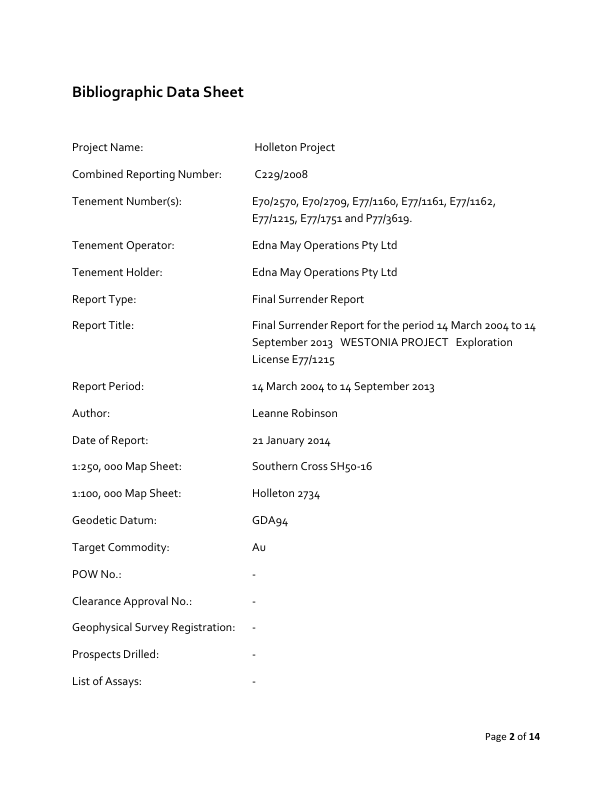 Bibliographic Data Sheet
Project Name: Holleton Project
Combined Reporting Number: C229/2008
Tenement Number(s): E70/2570, E70/2709, E77/1160, E77/1161, E77/1162,
E77/1215, E77/1751 and P77/3619.
Tenement Operator: Edna May Operations Pty Ltd
Tenement Holder: Edna May Operations Pty Ltd
Report Type: Final Surrender Report
Report Title: Final Surrender Report for the period 14 March 2004 to 14
September 2013 WESTONIA PROJECT Exploration
License E77/1215
Report Period: 14 March 2004 to 14 September 2013
Author: Leanne Robinson
Date of Report: 21 January 2014
1:250, 000 Map Sheet: Southern Cross SH50-16
1:100, 000 Map Sheet: Holleton 2734
Geodetic Datum: GDA94
Target Commodity: Au
POW No.: -
Clearance Approval No.: -
Geophysical Survey Registration: -
Prospects Drilled: -
List of Assays: -
Page 2 of 14